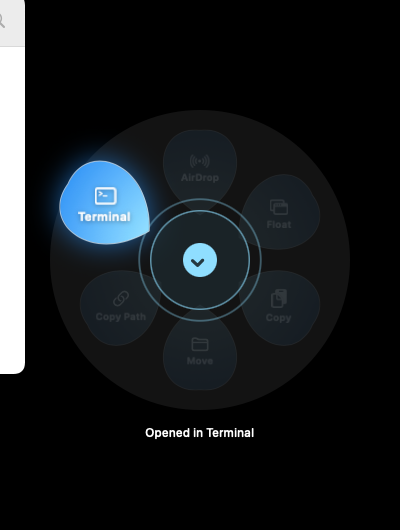 AirDrop
Terminal
Float
Copy Path
Copy
Move
Opened in Terminal